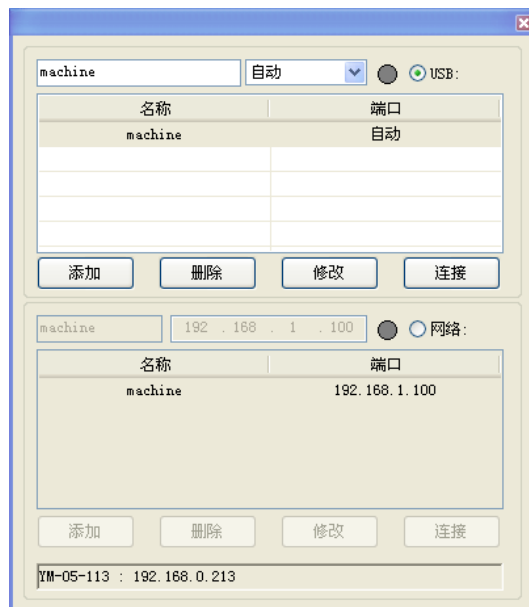 machine 自动 USB:
名称 端口
machine 自动
添加 删除 修改 连接
machine 192 . 168 . 1 . 100 网络:
名称 端口
machine 192.168.1.100
添加 删除 修改 连接
YM-05-113 : 192.168.0.213